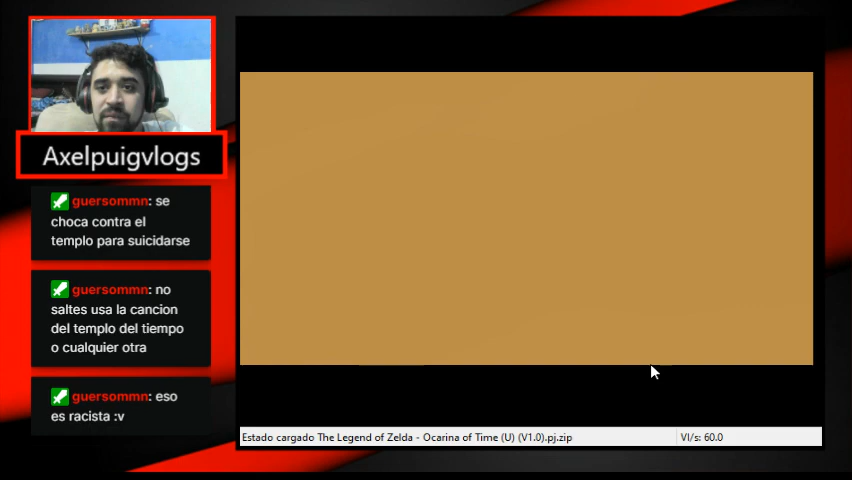 Axelpuigvlogs
guersommn: se
choca contra el
templo para suicidarse
guersommn: no
saltes usa la cancion
del templo del tiempo
o cualquier otra
guersommn: eso
es racista :v
Estado cargado The Legend of Zelda - Ocarina of Time (U) (V1.0).pj.zip
VI/s: 60.0